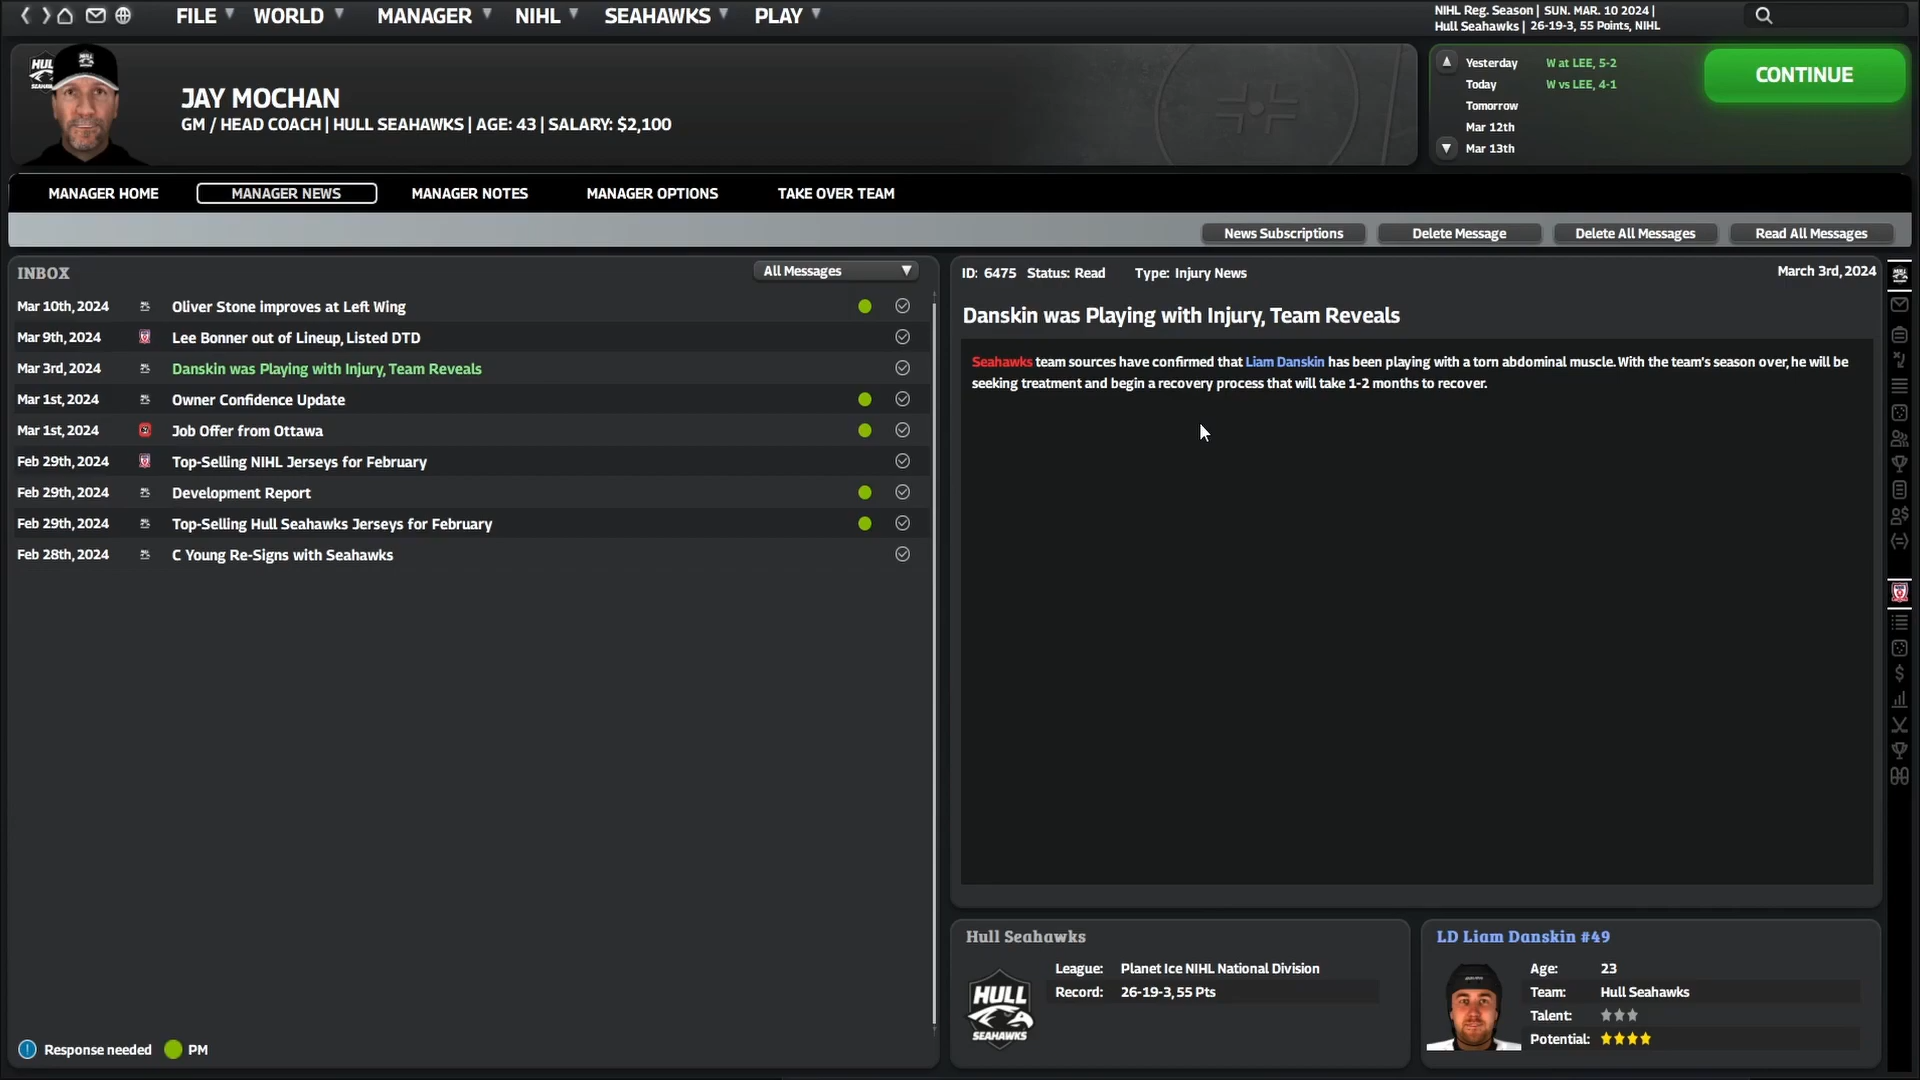 FILE WORLD MANAGER NIHL SEAHAWKS PLAY
NIHL Reg. Season | SUN. MAR. 10 2024 |
Hull Seahawks | 26-19-3, 55 Points, NIHL
JAY MOCHAN
GM / HEAD COACH | HULL SEAHAWKS | AGE: 43 | SALARY: $2,100
Yesterday W at LEE, 5-2
Today W vs LEE, 4-1
Tomorrow
Mar 12th
Mar 13th
CONTINUE
MANAGER HOME MANAGER NEWS MANAGER NOTES MANAGER OPTIONS TAKE OVER TEAM
News Subscriptions Delete Message Delete All Messages Read All Messages
INBOX All Messages
Mar 10th, 2024 Oliver Stone improves at Left Wing
Mar 9th, 2024 Lee Bonner out of Lineup, Listed DTD
Mar 3rd, 2024 Danskin was Playing with Injury, Team Reveals
Mar 1st, 2024 Owner Confidence Update
Mar 1st, 2024 Job Offer from Ottawa
Feb 29th, 2024 Top-Selling NIHL Jerseys for February
Feb 29th, 2024 Development Report
Feb 29th, 2024 Top-Selling Hull Seahawks Jerseys for February
Feb 28th, 2024 C Young Re-Signs with Seahawks
Response needed PM
ID: 6475 Status: Read Type: Injury News March 3rd, 2024
Danskin was Playing with Injury, Team Reveals
Seahawks team sources have confirmed that Liam Danskin has been playing with a torn abdominal muscle. With the team's season over, he will be
seeking treatment and begin a recovery process that will take 1-2 months to recover.
Hull Seahawks
League: Planet Ice NIHL National Division
Record: 26-19-3, 55 Pts
HULL
SEAHAWKS
LD Liam Danskin #49
Age: 23
Team: Hull Seahawks
Talent:
Potential: